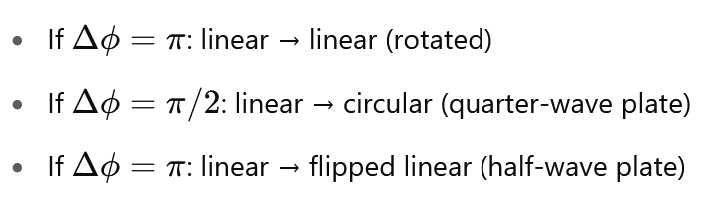 • If Δϕ = π: linear → linear (rotated)
• If Δϕ = π/2: linear → circular (quarter-wave plate)
• If Δϕ = π: linear → flipped linear (half-wave plate)